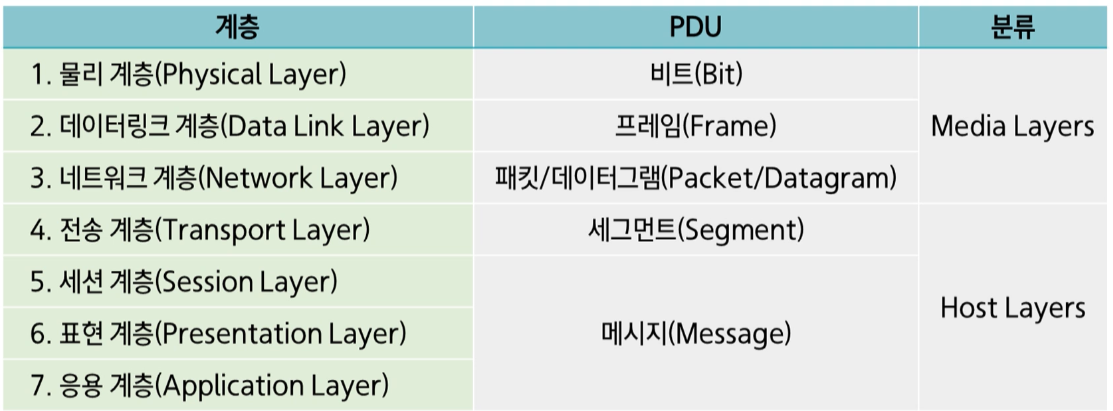 계층 PDU 분류
1. 물리 계층(Physical Layer) 비트(Bit)
2. 데이터링크 계층(Data Link Layer) 프레임(Frame) Media Layers
3. 네트워크 계층(Network Layer) 패킷/데이터그램(Packet/Datagram)
4. 전송 계층(Transport Layer) 세그먼트(Segment)
5. 세션 계층(Session Layer)
Host Layers
6. 표현 계층(Presentation Layer) 메시지(Message)
7. 응용 계층(Application Layer)